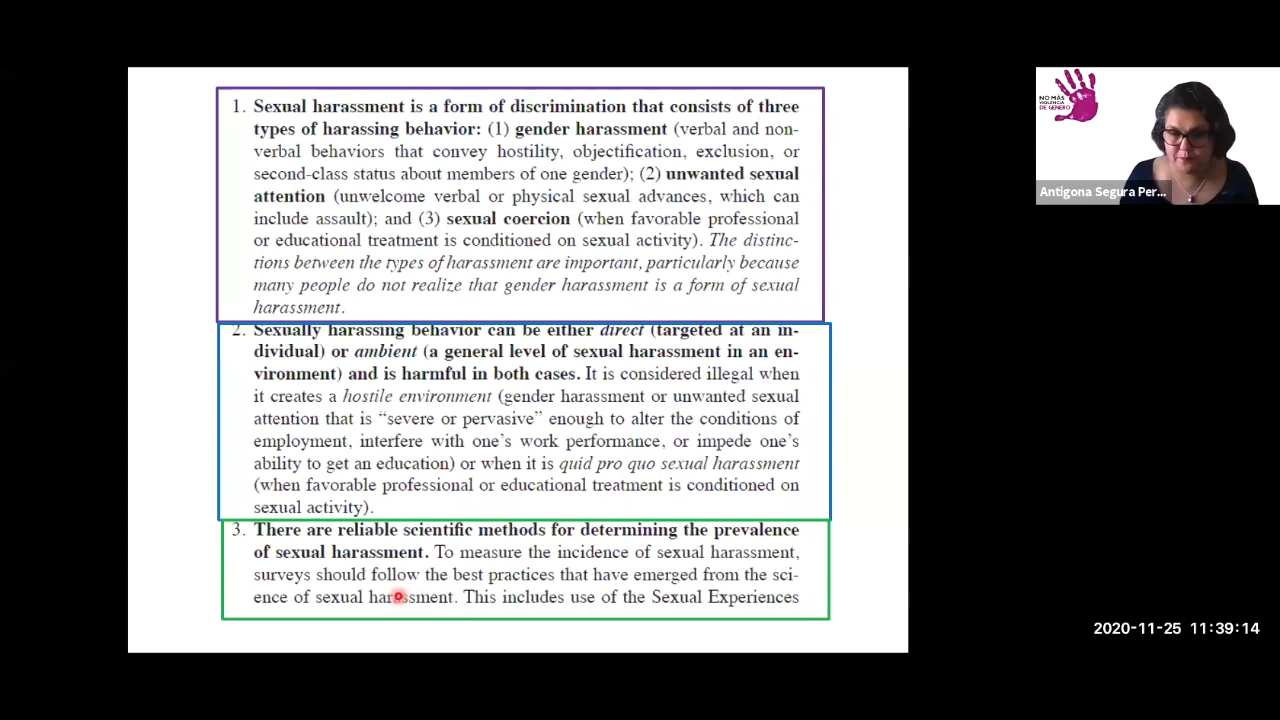 1. Sexual harassment is a form of discrimination that consists of three
types of harassing behavior: (1) gender harassment (verbal and non-
verbal behaviors that convey hostility, objectification, exclusion, or
second-class status about members of one gender); (2) unwanted sexual
attention (unwelcome verbal or physical sexual advances, which can
include assault); and (3) sexual coercion (when favorable professional
or educational treatment is conditioned on sexual activity). The distinc-
tions between the types of harassment are important, particularly because
many people do not realize that gender harassment is a form of sexual
harassment.
2. Sexually harassing behavior can be either direct (targeted at an in-
dividual) or ambient (a general level of sexual harassment in an en-
vironment) and is harmful in both cases. It is considered illegal when
it creates a hostile environment (gender harassment or unwanted sexual
attention that is “severe or pervasive” enough to alter the conditions of
employment, interfere with one’s work performance, or impede one’s
ability to get an education) or when it is quid pro quo sexual harassment
(when favorable professional or educational treatment is conditioned on
sexual activity).
3. There are reliable scientific methods for determining the prevalence
of sexual harassment. To measure the incidence of sexual harassment,
surveys should follow the best practices that have emerged from the sci-
ence of sexual harassment. This includes use of the Sexual Experiences
NO MÁS
VIOLENCIA
DE GÉNERO
Antígona Segura Per...
2020-11-25 11:39:14